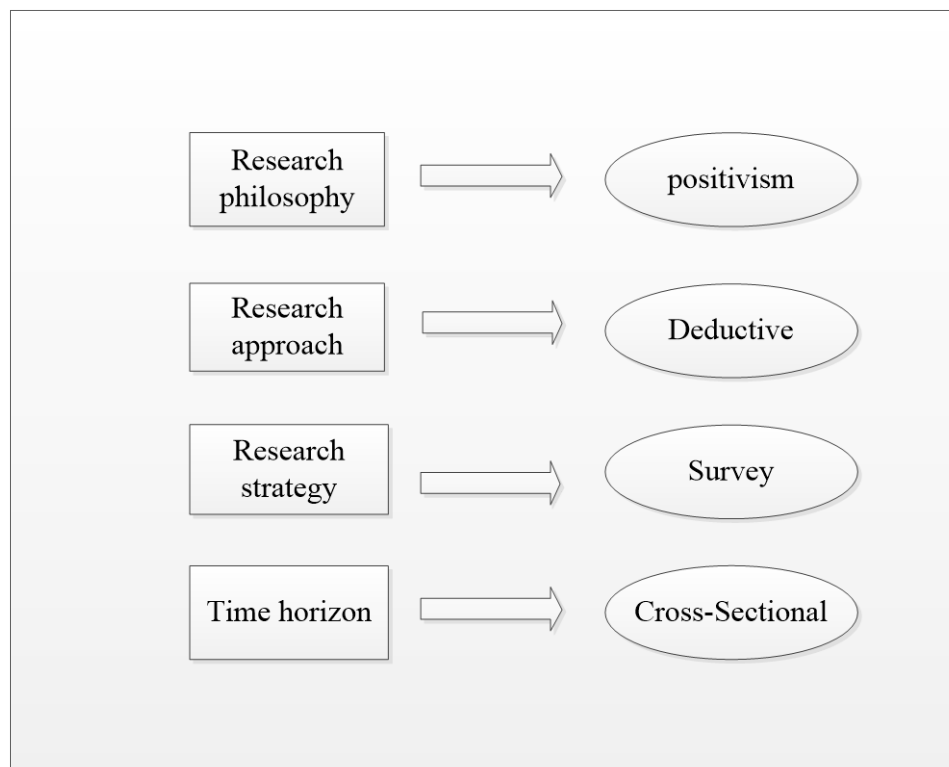 Research
philosophy
positivism
Research
approach
Deductive
Research
strategy
Survey
Time horizon
Cross-Sectional